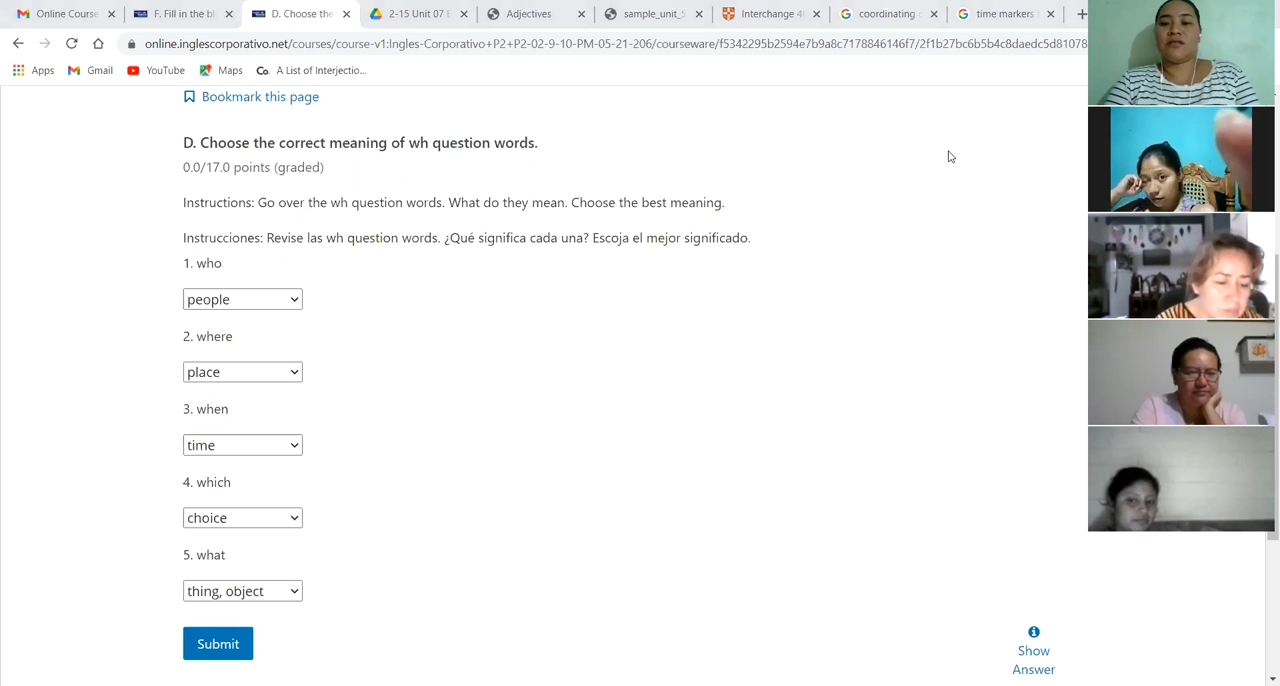 Online Course
F. Fill in the bl
D. Choose the
2-15 Unit 07 E
Adjectives
sample_unit_5
Interchange 4t
coordinating c
time markers
online.inglescorporativo.net/courses/course-v1:Ingles-Corporativo+P2+P2-02-9-10-PM-05-21-206/courseware/f5342295b2594e7b9a8c7178846146f7/2f1b27bc6b5b4c8daedc5d81078
Apps
Gmail
YouTube
Maps
Co. A List of Interjectio...
Bookmark this page
D. Choose the correct meaning of wh question words.
0.0/17.0 points (graded)
Instructions: Go over the wh question words. What do they mean. Choose the best meaning.
Instrucciones: Revise las wh question words. ¿Qué significa cada una? Escoja el mejor significado.
1. who
people
2. where
place
3. when
time
4. which
choice
5. what
thing, object
Submit
Show
Answer